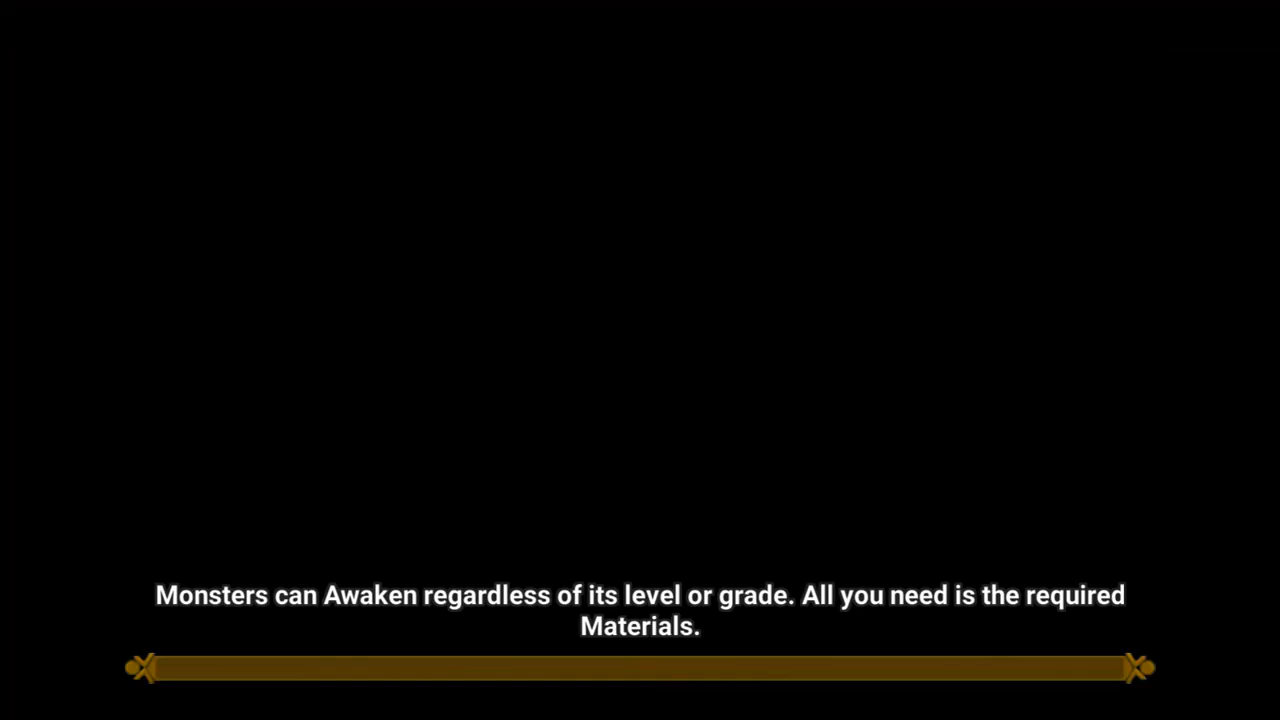 Monsters can Awaken regardless of its level or grade. All you need is the required
Materials.